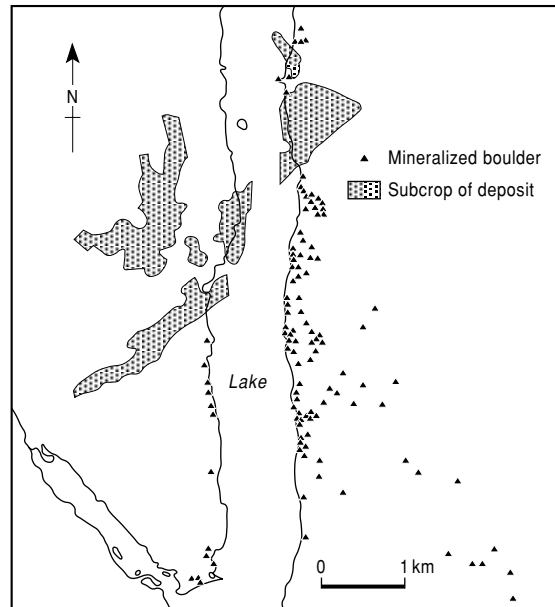 N
Mineralized boulder
Subcrop of deposit
Lake
0 1 km